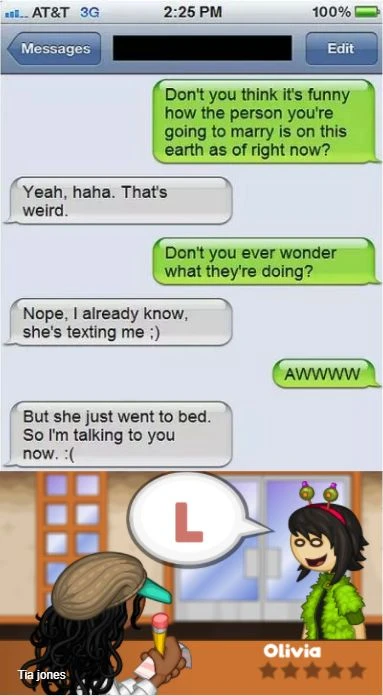 AT&T 3G 2:25 PM 100%
Messages Edit
Don't you think it's funny
how the person you're
going to marry is on this
earth as of right now?
Yeah, haha. That's
weird.
Don't you ever wonder
what they're doing?
Nope, I already know,
she's texting me ;)
AWWWW
But she just went to bed.
So I'm talking to you
now. :(
L
Olivia
Tia jones